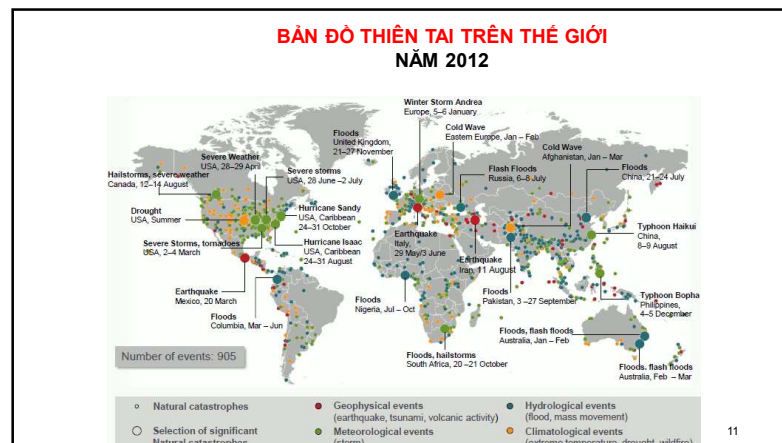 BẢN ĐỒ THIÊN TAI TRÊN THẾ GIỚI
NĂM 2012
Winter Storm Andrea
Europe, 5–6 January
Floods
United Kingdom,
21–27 November
Cold Wave
Eastern Europe, Jan – Feb
Cold Wave
Afghanistan, Jan – Mar
Severe Weather
USA, 28–29 April
Severe storms
USA, 28 June –2 July
Flash Floods
Russia, 6–8 July
Floods
China, 21–24 July
Hailstorms, severe weather
Canada, 12–14 August
Drought
USA, Summer
Hurricane Sandy
USA, Caribbean
24–31 October
Typhoon Haikui
China,
8–9 August
Severe Storms, tornadoes
USA, 2–4 March
Hurricane Isaac
USA, Caribbean
24–31 August
Earthquake
Italy,
29 May/3 June
Earthquake
Iran, 11 August
Earthquake
Mexico, 20 March
Floods
Pakistan, 3 –27 September
Typhoon Bopha
Philippines,
4–5 December
Floods
Columbia, Mar – Jun
Floods
Nigeria, Jul – Oct
Floods, flash floods
Australia, Jan – Feb
Number of events: 905
Floods, hailstorms
South Africa, 20 –21 October
Floods. flash floods
Australia, Feb – Mar
Natural catastrophes
Geophysical events
(earthquake, tsunami, volcanic activity)
Hydrological events
(flood, mass movement)
Selection of significant
Natural catastrophes
Meteorological events
(storm)
Climatological events
(extreme temperature, drought, wildfire)
11